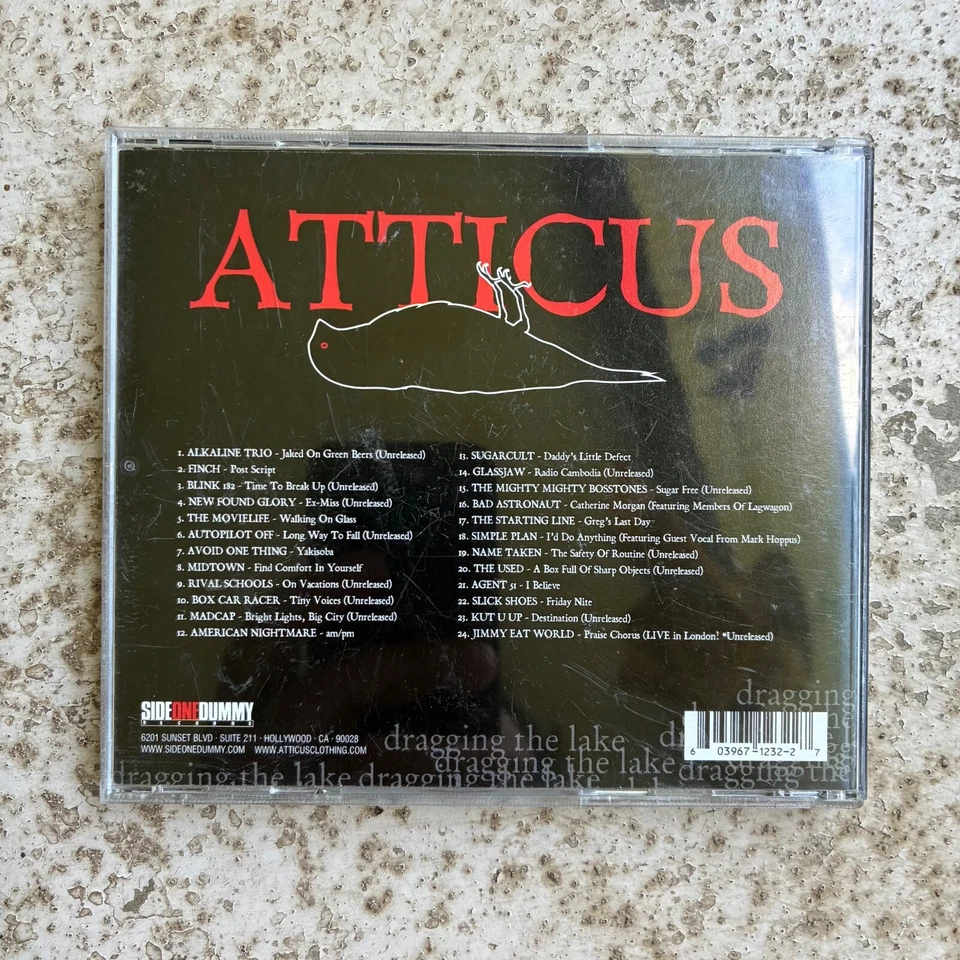 ATTICUS
1. ALKALINE TRIO - Jaked On Green Beers (Unreleased)
2. FINCH - Post Script
3. BLINK 182 - Time To Break Up (Unreleased)
4. NEW FOUND GLORY - Ex-Miss (Unreleased)
5. THE MOVIELIFE - Walking On Glass
6. AUTOPILOT OFF - Long Way To Fall (Unreleased)
7. AVOID ONE THING - Yakisoba
8. MIDTOWN - Find Comfort In Yourself
9. RIVAL SCHOOLS - On Vacations (Unreleased)
10. BOX CAR RACER - Tiny Voices (Unreleased)
11. MADCAP - Bright Lights, Big City (Unreleased)
12. AMERICAN NIGHTMARE - am/pm
13. SUGARCULT - Daddy's Little Defect
14. GLASSJAW - Radio Cambodia (Unreleased)
15. THE MIGHTY MIGHTY BOSSTONES - Sugar Free (Unreleased)
16. BAD ASTRONAUT - Catherine Morgan (Featuring Members Of Lagwagon)
17. THE STARTING LINE - Greg's Last Day
18. SIMPLE PLAN - I'd Do Anything (Featuring Guest Vocal From Mark Hoppus)
19. NAME TAKEN - The Safety Of Routine (Unreleased)
20. THE USED - A Box Full Of Sharp Objects (Unreleased)
21. AGENT 51 - I Believe
22. SLICK SHOES - Friday Nite
23. KUT U UP - Destination (Unreleased)
24. JIMMY EAT WORLD - Praise Chorus (LIVE in London! *Unreleased)
SIDEONEDUMMY
RECORDS
6201 SUNSET BLVD · SUITE 211 · HOLLYWOOD · CA · 90028
WWW.SIDEONEDUMMY.COM WWW.ATTICUSCLOTHING.COM
dragging
dragging the lake
dragging the lake
dragging the lake dragging the lake
dragging the
6 03967-1232-2 7